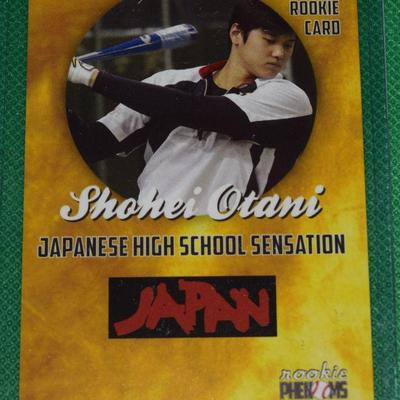 ROOKIE
CARD
Shohei Otani
JAPANESE HIGH SCHOOL SENSATION
JAPAN
rookie
PHENOMS